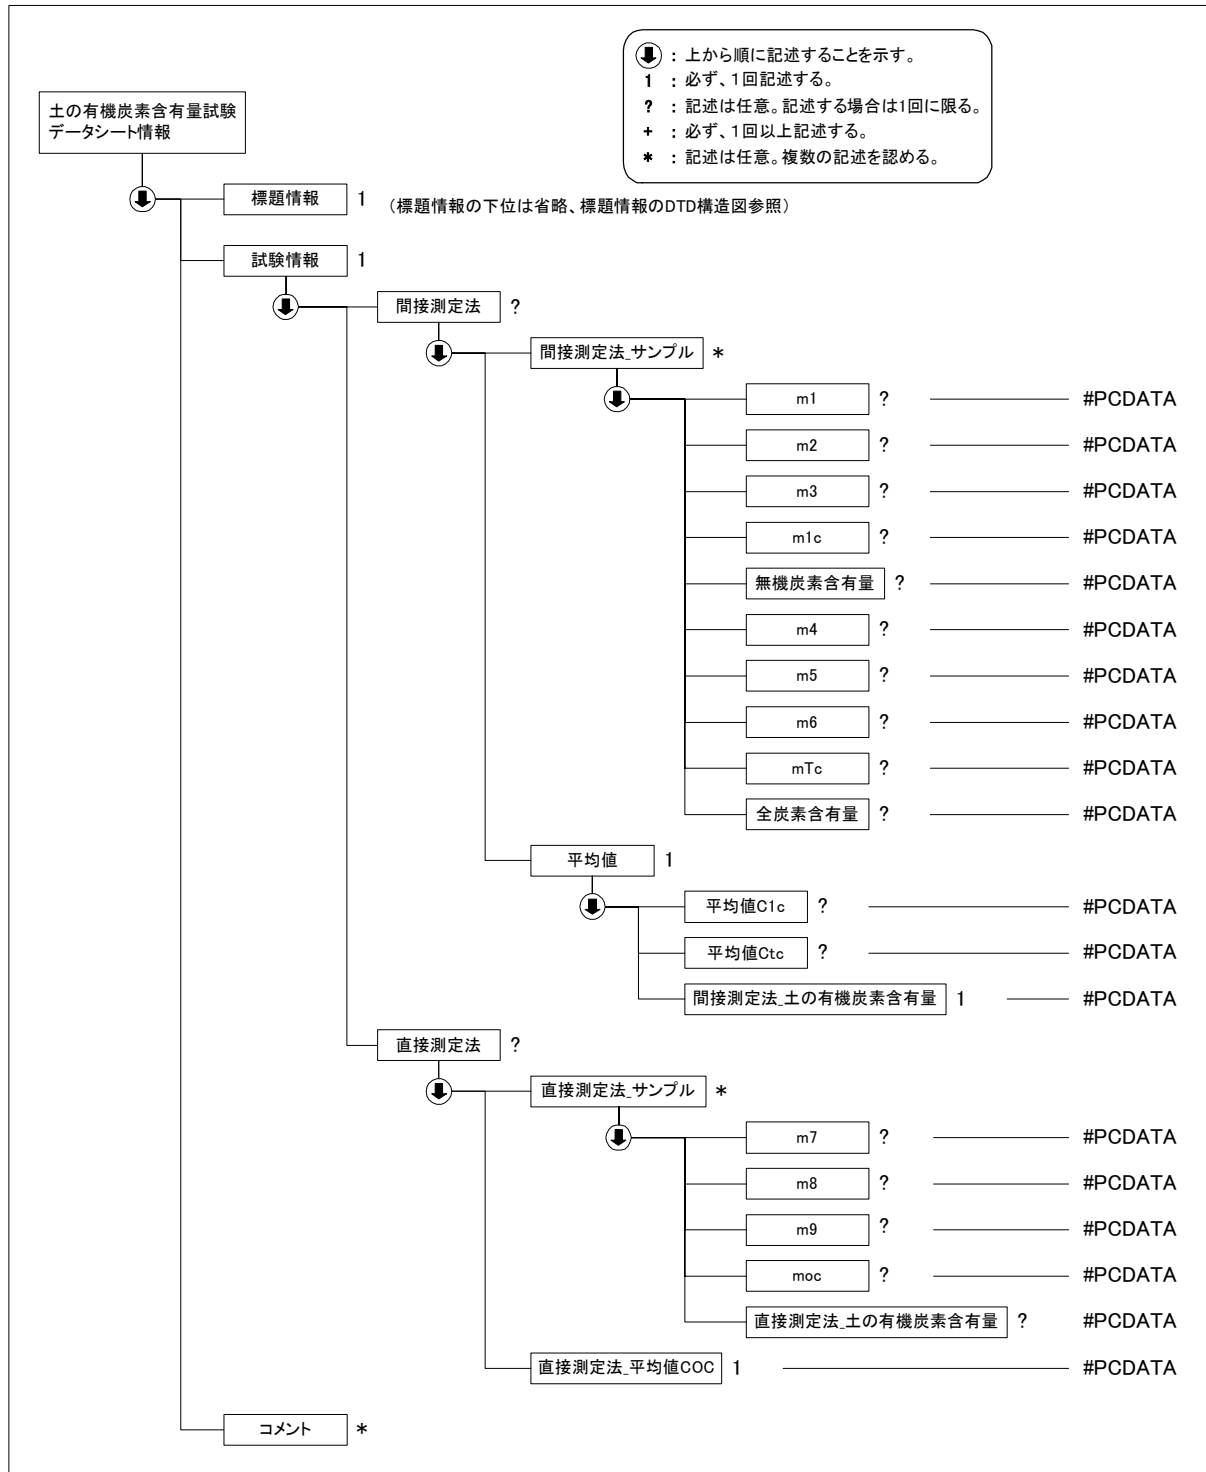 : 上から順に記述することを示す。
1 : 必ず、1回記述する。
? : 記述は任意。記述する場合は1回に限る。
+ : 必ず、1回以上記述する。
* : 記述は任意。複数の記述を認める。
土の有機炭素含有量試験
データシート情報
標題情報 1 (標題情報の下位は省略、標題情報のDTD構造図参照)
試験情報 1
間接測定法 ?
間接測定法_サンプル *
m1 ? #PCDATA
m2 ? #PCDATA
m3 ? #PCDATA
m1c ? #PCDATA
無機炭素含有量 ? #PCDATA
m4 ? #PCDATA
m5 ? #PCDATA
m6 ? #PCDATA
mTc ? #PCDATA
全炭素含有量 ? #PCDATA
平均値 1
平均値C1c ? #PCDATA
平均値Ctc ? #PCDATA
間接測定法_土の有機炭素含有量 1 #PCDATA
直接測定法 ?
直接測定法_サンプル *
m7 ? #PCDATA
m8 ? #PCDATA
m9 ? #PCDATA
moc ? #PCDATA
直接測定法_土の有機炭素含有量 ? #PCDATA
直接測定法_平均値COC 1 #PCDATA
コメント *